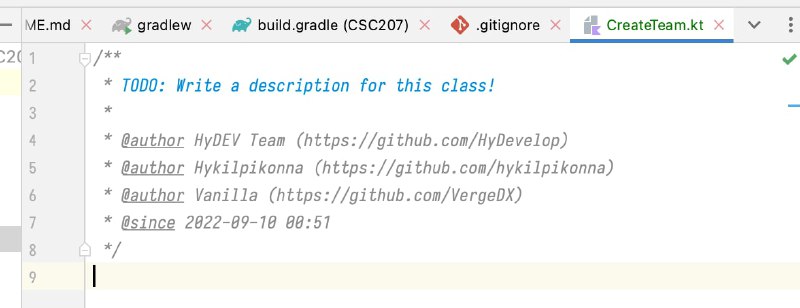 ME.md gradlew build.gradle (CSC207) .gitignore CreateTeam.kt
1 /**
2 * TODO: Write a description for this class!
3 *
4 * @author HyDEV Team (https://github.com/HyDevelop)
5 * @author Hykilpikonna (https://github.com/hykilpikonna)
6 * @author Vanilla (https://github.com/VergeDX)
7 * @since 2022-09-10 00:51
8 */
9